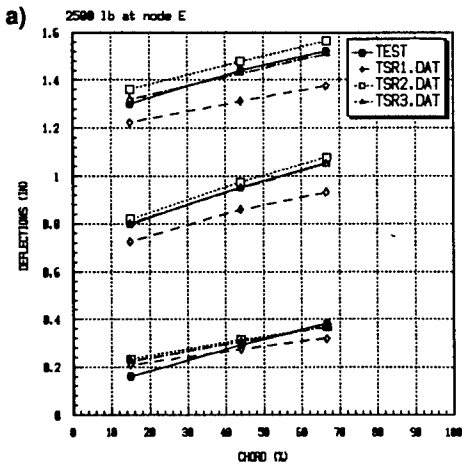 a)
2500 lb at node E
TEST
TSR1.DAT
TSR2.DAT
TSR3.DAT
1.6
1.4
1.2
1
0.8
0.6
0.4
0.2
0
DEFLECTIONS (IN)
0 10 20 30 40 50 60 70 80 90 100
CHORD (%)